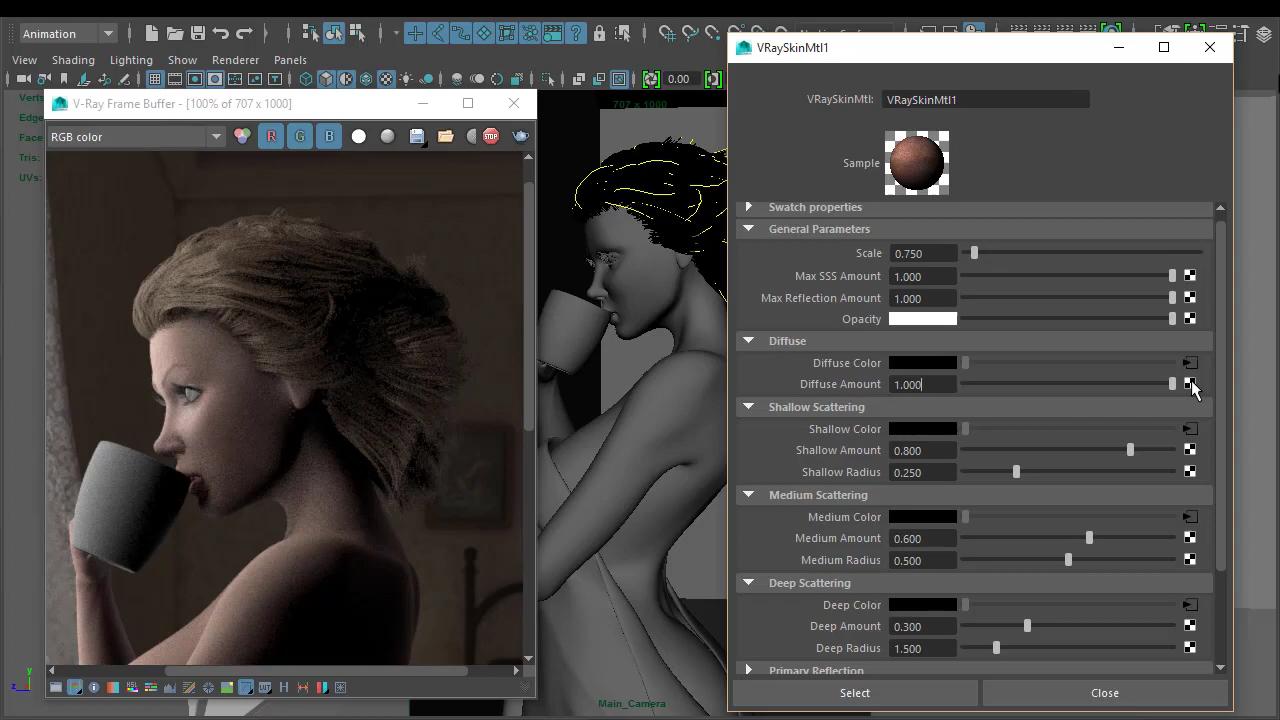 Animation
View Shading Lighting Show Renderer Panels
0.00
Verts
Edge
Face
Tris:
UVs:
707 x 1000
Main_Camera
V-Ray Frame Buffer - [100% of 707 x 1000]
RGB color
R G B
STOP
VRaySkinMtl1
VRaySkinMtl: VRaySkinMtl1
Sample
Swatch properties
General Parameters
Scale 0.750
Max SSS Amount 1.000
Max Reflection Amount 1.000
Opacity
Diffuse
Diffuse Color
Diffuse Amount 1.000
Shallow Scattering
Shallow Color
Shallow Amount 0.800
Shallow Radius 0.250
Medium Scattering
Medium Color
Medium Amount 0.600
Medium Radius 0.500
Deep Scattering
Deep Color
Deep Amount 0.300
Deep Radius 1.500
Primary Reflection
Select Close
y
z